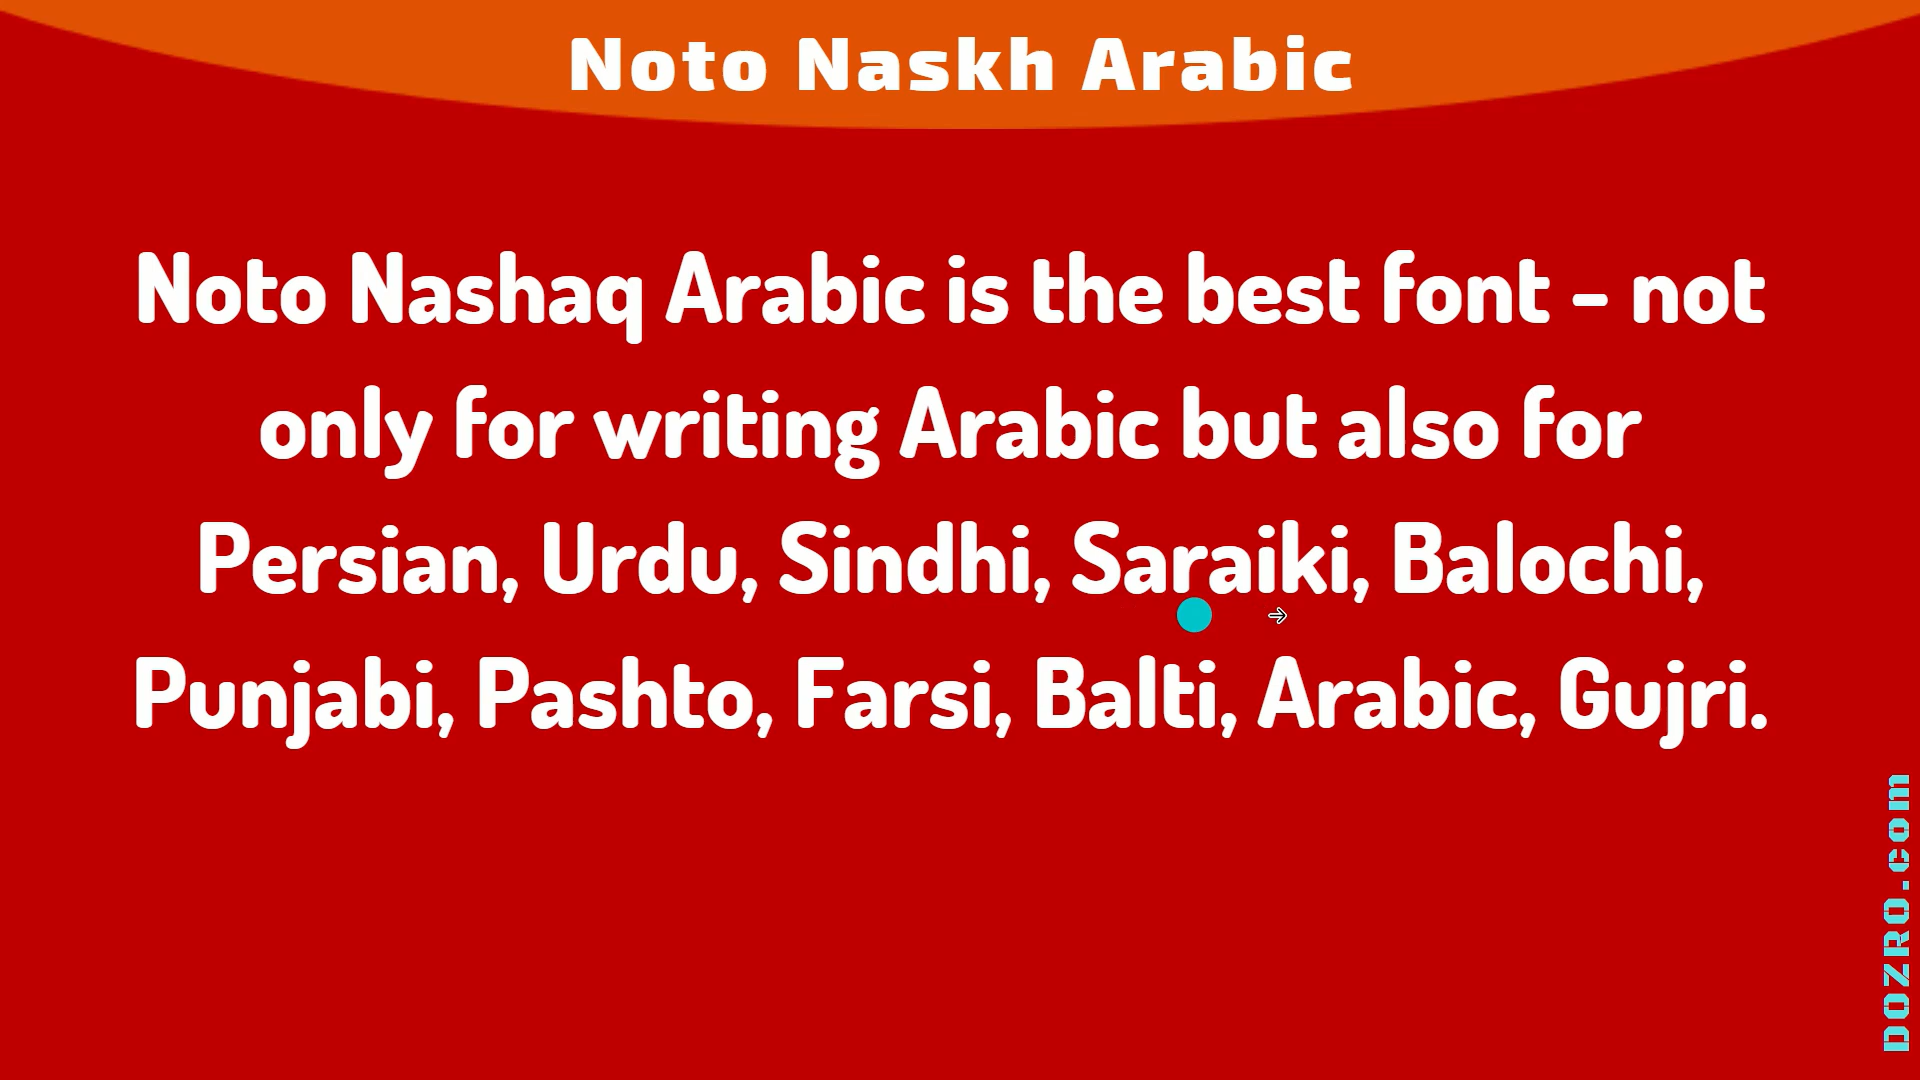 Noto Naskh Arabic
Noto Nashaq Arabic is the best font - not
only for writing Arabic but also for
Persian, Urdu, Sindhi, Saraiki, Balochi,
Punjabi, Pashto, Farsi, Balti, Arabic, Gujri.
DOZRO.com